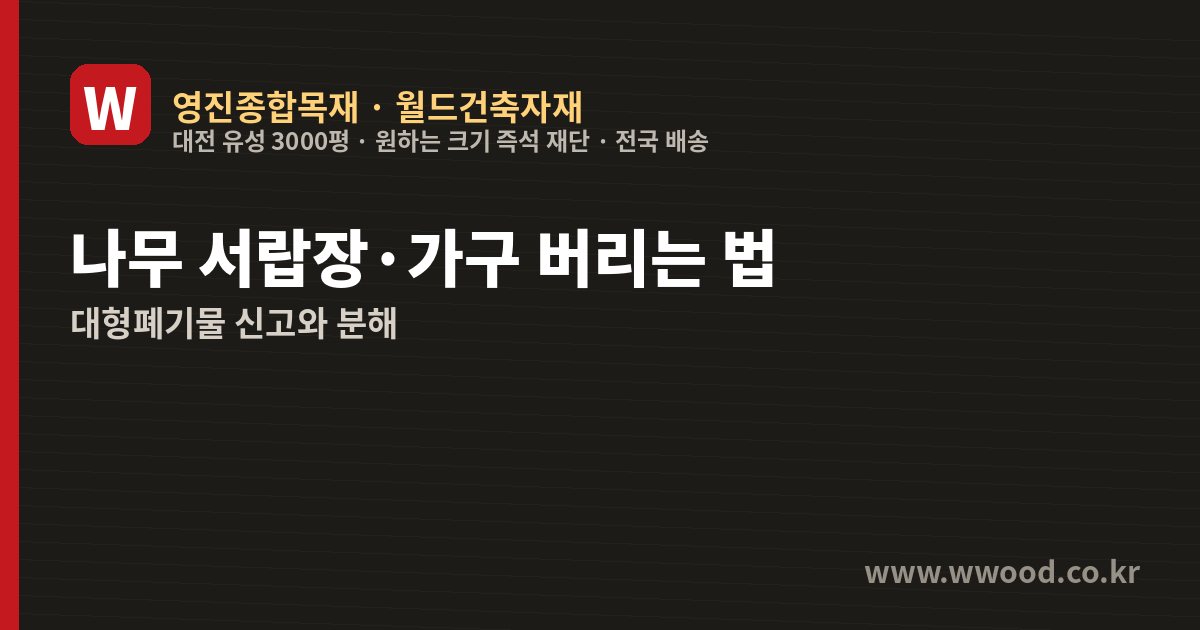 W
영진종합목재 · 월드건축자재
대전 유성 3000평 · 원하는 크기 즉석 재단 · 전국 배송
나무 서랍장·가구 버리는 법
대형폐기물 신고와 분해
www.wwood.co.kr